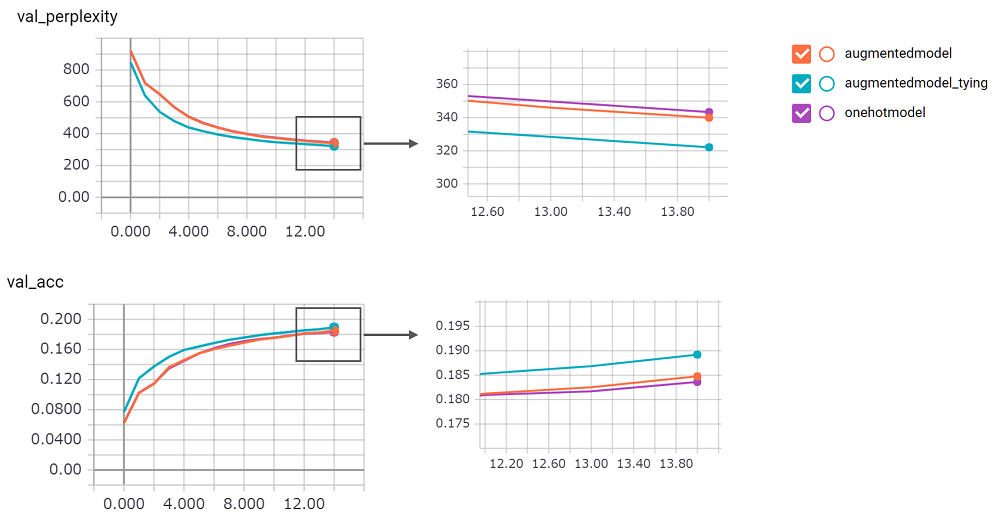 val_perplexity
800
600
400
200
0.00
0.000 4.000 8.000 12.00
360
340
320
300
12.60 13.00 13.40 13.80
augmentedmodel
augmentedmodel_tying
onehotmodel
val_acc
0.200
0.160
0.120
0.0800
0.0400
0.00
0.000 4.000 8.000 12.00
0.195
0.190
0.185
0.180
0.175
12.20 12.60 13.00 13.40 13.80